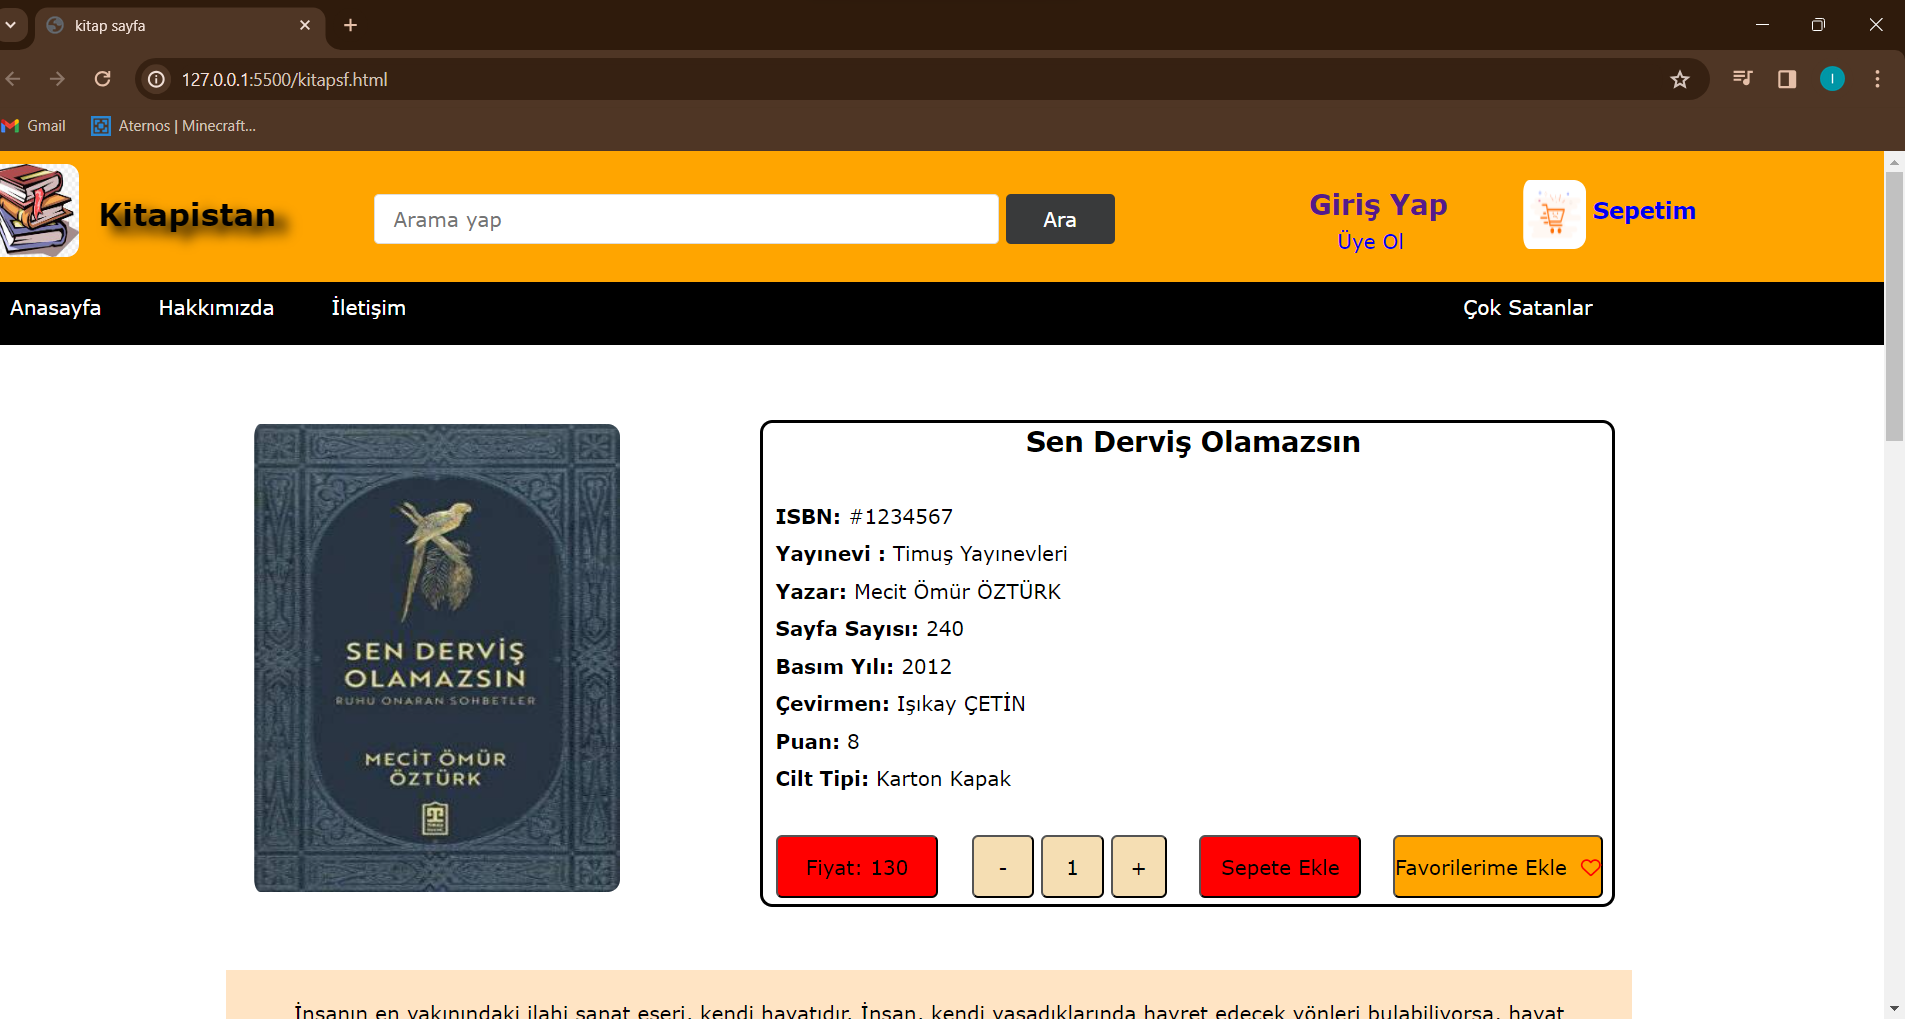 kitap sayfa
127.0.0.1:5500/kitapsf.html
Gmail Aternos | Minecraft...
Kitapistan
Arama yap
Ara
Giriş Yap
Üye Ol
Sepetim
Anasayfa Hakkımızda İletişim Çok Satanlar
SEN DERVİŞ
OLAMAZSIN
RUHU ONARAN SOHBETLER
MECİT ÖMÜR
ÖZTÜRK
Sen Derviş Olamazsın
ISBN: #1234567
Yayınevi : Timuş Yayınevleri
Yazar: Mecit Ömür ÖZTÜRK
Sayfa Sayısı: 240
Basım Yılı: 2012
Çevirmen: Işıkay ÇETİN
Puan: 8
Cilt Tipi: Karton Kapak
Fiyat: 130 - 1 + Sepete Ekle Favorilerime Ekle
İnsanın en yakınındaki ilahi sanat eseri, kendi hayatıdır. İnsan, kendi yaşadıklarında hayret edecek yönleri bulabiliyorsa, hayat